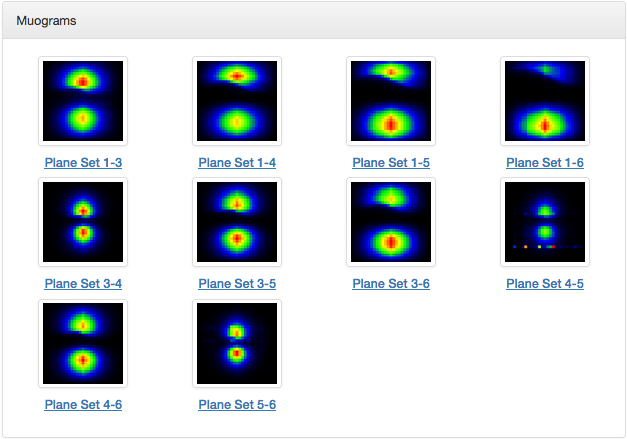 Muograms
Plane Set 1-3
Plane Set 1-4
Plane Set 1-5
Plane Set 1-6
Plane Set 3-4
Plane Set 3-5
Plane Set 3-6
Plane Set 4-5
Plane Set 4-6
Plane Set 5-6